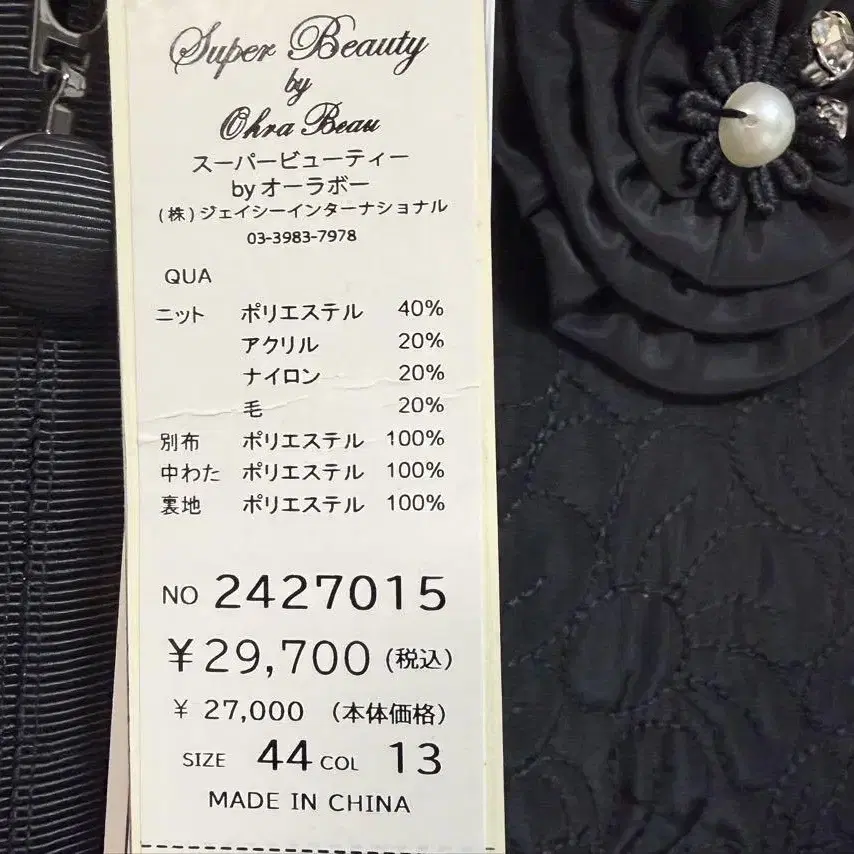 Super Beauty
by
Ohra Beau
スーパービューティー
by オーラボー
(株)ジェイシーインターナショナル
03-3983-7978
QUA
ニット ポリエステル 40%
アクリル 20%
ナイロン 20%
毛 20%
別布 ポリエステル 100%
中わた ポリエステル 100%
裏地 ポリエステル 100%
NO 2427015
¥29,700 (税込)
¥ 27,000 (本体価格)
SIZE 44 COL 13
MADE IN CHINA